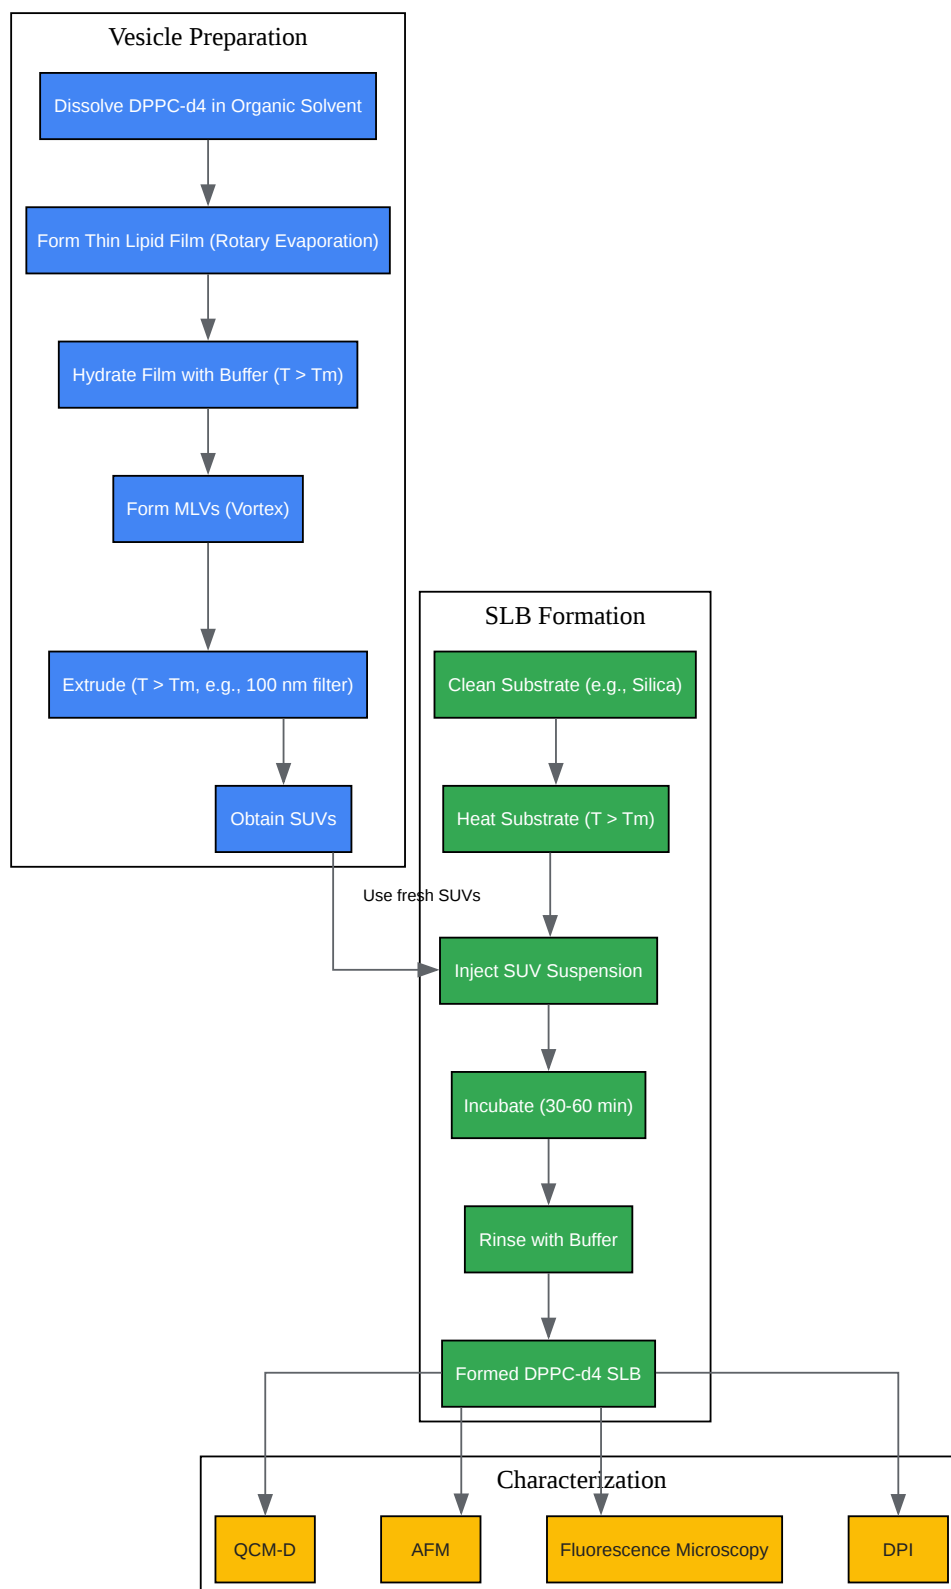 Vesicle Preparation
Dissolve DPPC-d4 in Organic Solvent
Form Thin Lipid Film (Rotary Evaporation)
Hydrate Film with Buffer (T > Tm)
Form MLVs (Vortex)
Extrude (T > Tm, e.g., 100 nm filter)
Obtain SUVs
Use fresh SUVs
SLB Formation
Clean Substrate (e.g., Silica)
Heat Substrate (T > Tm)
Inject SUV Suspension
Incubate (30-60 min)
Rinse with Buffer
Formed DPPC-d4 SLB
Characterization
QCM-D
AFM
Fluorescence Microscopy
DPI